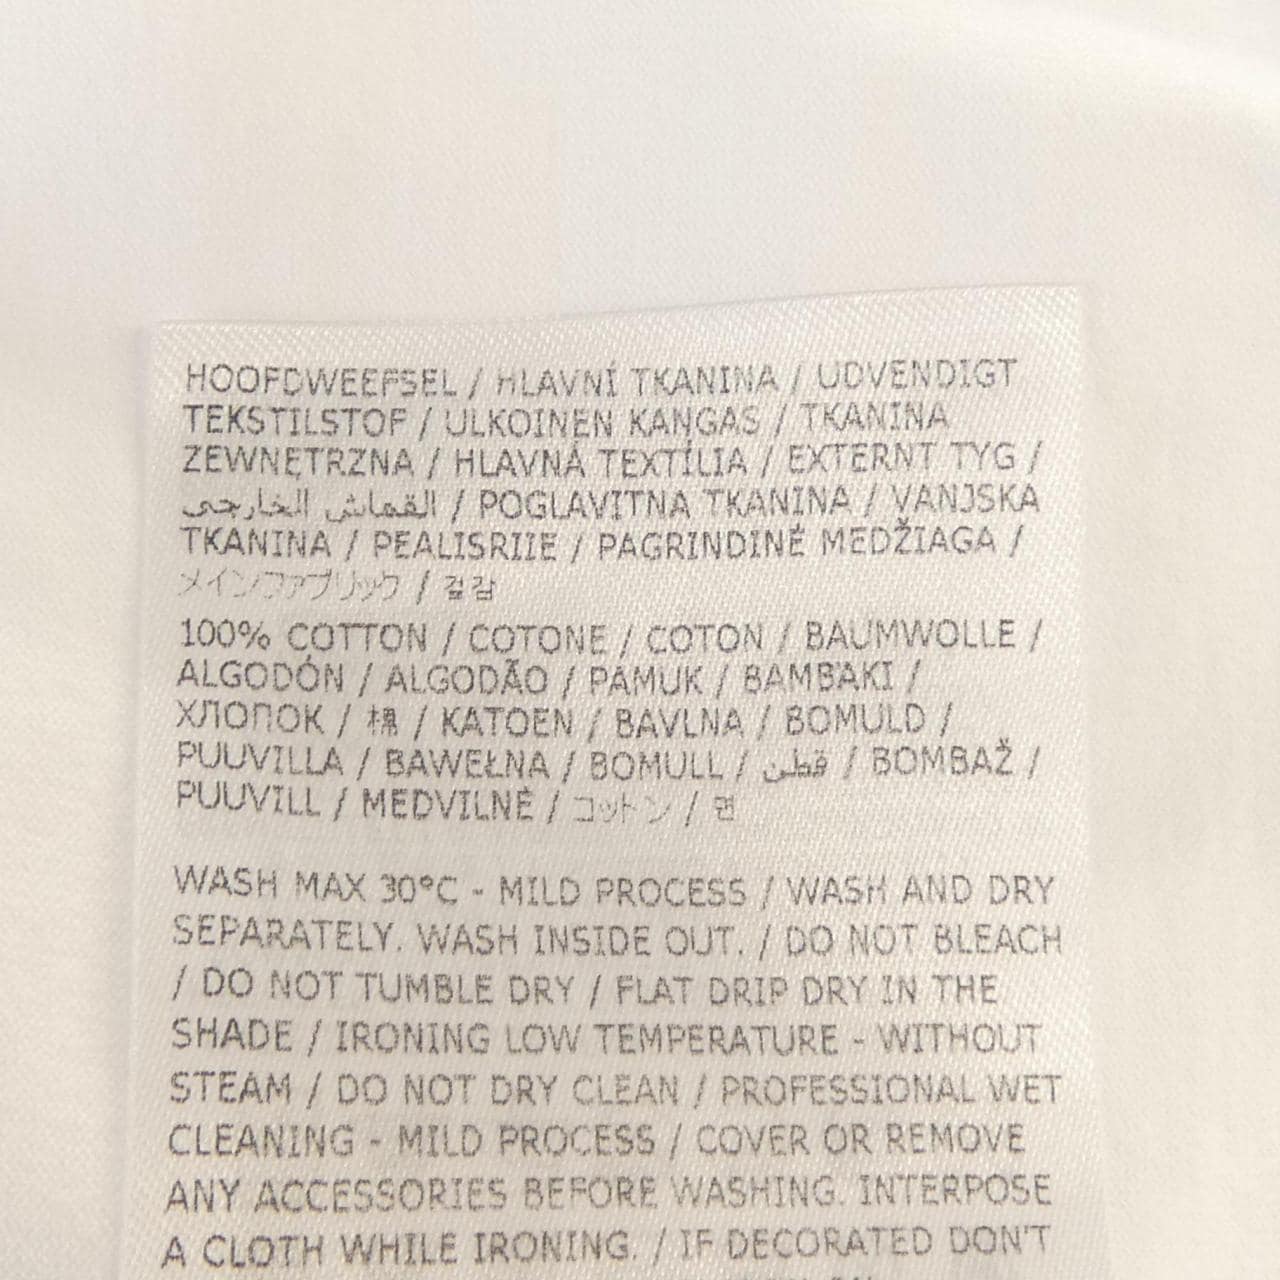 HOOFDWEEFSEL / HLAVNÍ TKANINA / UDVENDIGT
TEKSTILSTOF / ULKOINEN KANGAS / TKANINA
ZEWNĘTRZNA / HLAVNÁ TEXTÍLIA / EXTERNT TYG /
القماش الخارجى / POGLAVITNA TKANINA / VANJSKA
TKANINA / PEALISRIIE / PAGRINDINĖ MEDŽIAGA /
メインファブリック / 겉감
100% COTTON / COTONE / COTON / BAUMWOLLE /
ALGODÓN / ALGODÃO / PAMUK / BAMBAKI /
ХЛОПОК / 棉 / KATOEN / BAVLNA / BOMULD /
PUUVILLA / BAWEŁNA / BOMULL / قطن / BOMBAŽ /
PUUVILL / MEDVILNĖ / コットン / 면
WASH MAX 30°C - MILD PROCESS / WASH AND DRY
SEPARATELY. WASH INSIDE OUT. / DO NOT BLEACH
/ DO NOT TUMBLE DRY / FLAT DRIP DRY IN THE
SHADE / IRONING LOW TEMPERATURE - WITHOUT
STEAM / DO NOT DRY CLEAN / PROFESSIONAL WET
CLEANING - MILD PROCESS / COVER OR REMOVE
ANY ACCESSORIES BEFORE WASHING. INTERPOSE
A CLOTH WHILE IRONING. / IF DECORATED DON'T